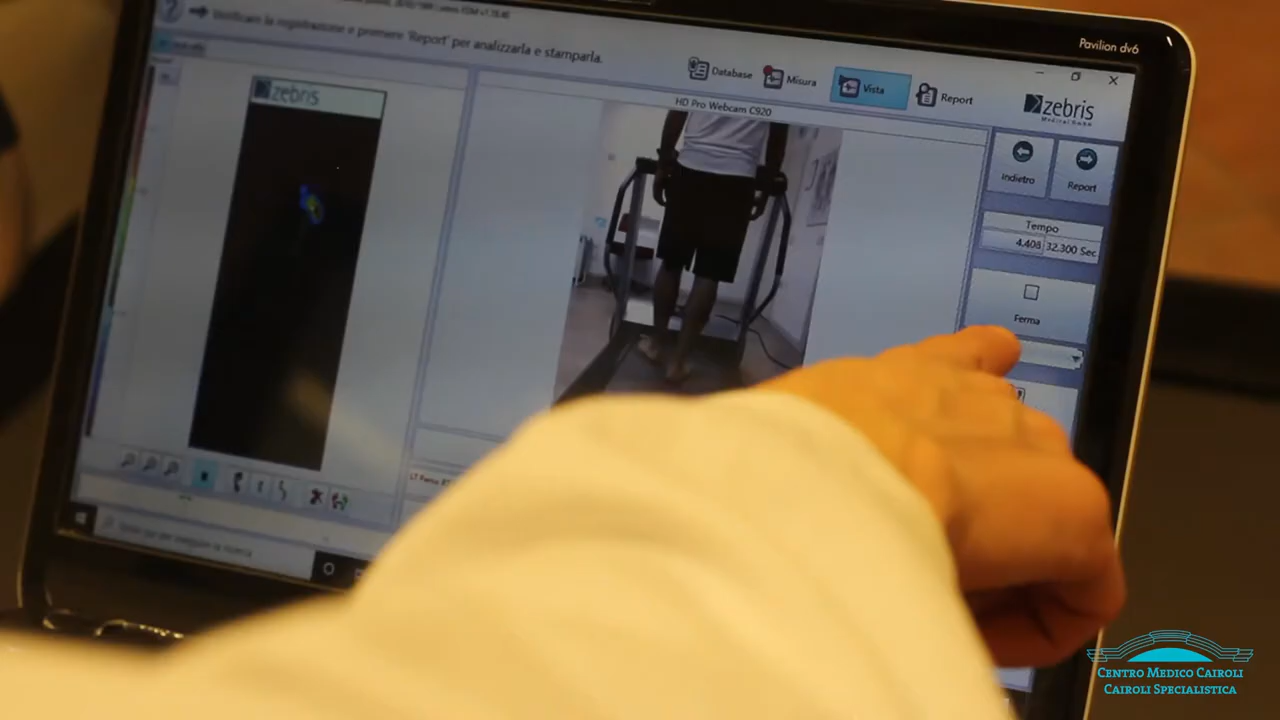 Pavilion dv6
Verificare la registrazione e premere 'Report' per analizzarla e stamparla.
Database
Misura
Vista
Report
zebris
Medical GmbH
zebris
HD Pro Webcam C920
Indietro
Report
Tempo
4.408 32.300 Sec
Ferma
CENTRO MEDICO CAIROLI
CAIROLI SPECIALISTICA